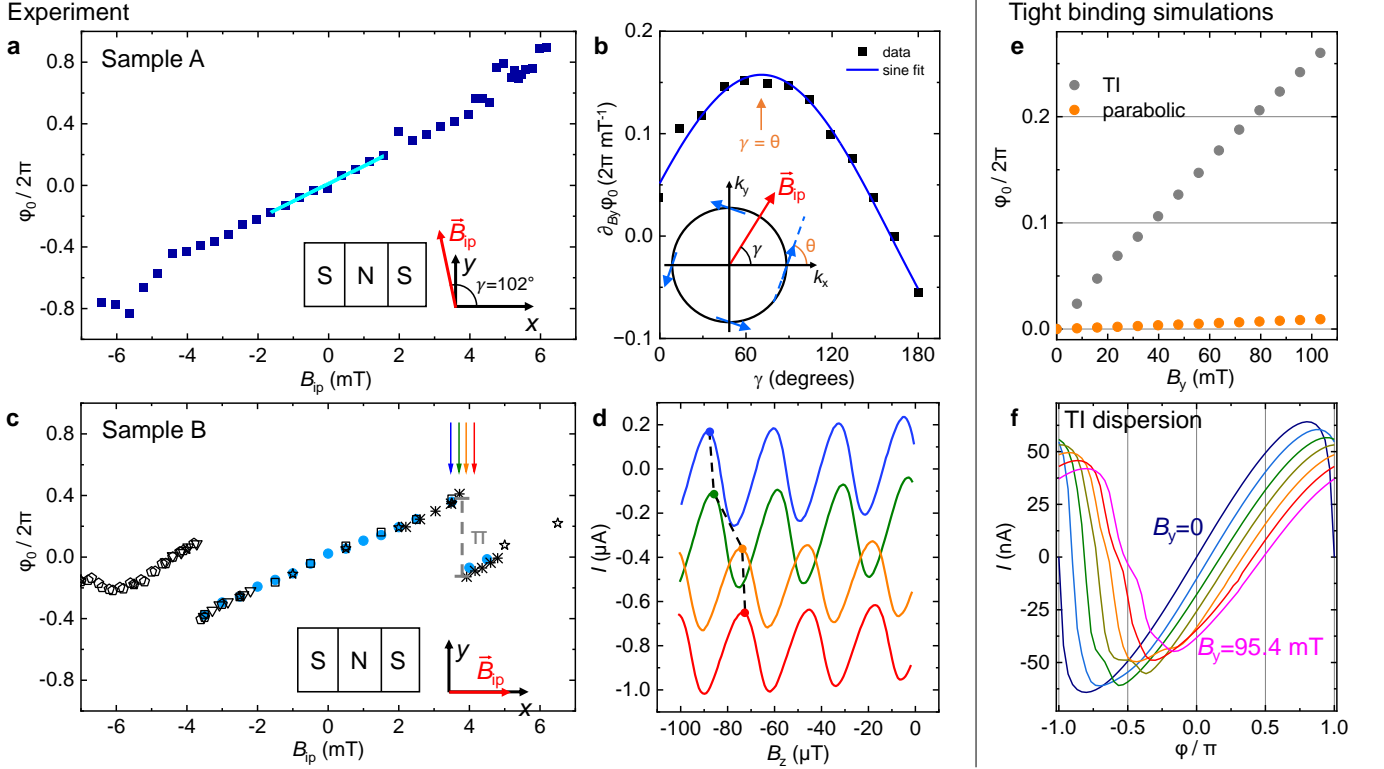 Experiment
Tight binding simulations
a
Sample A
0.8
0.4
0.0
-0.4
-0.8
φ₀ / 2π
S N S
B⃗ip
y
γ=102°
x
-6 -4 -2 0 2 4 6
Bip (mT)
b
data
sine fit
0.2
0.1
0.0
−0.1
∂Byφ₀ (2π mT⁻¹)
γ = θ
ky
B⃗ip
γ
θ
kx
0 60 120 180
γ (degrees)
e
TI
parabolic
0.2
0.1
0.0
φ₀ / 2π
0 20 40 60 80 100
By (mT)
c
Sample B
0.8
0.4
0.0
-0.4
-0.8
φ₀ / 2π
π
S N S
y
B⃗ip
x
-6 -4 -2 0 2 4 6
Bip (mT)
d
0.2
0.0
-0.2
-0.4
-0.6
-0.8
-1.0
I (μA)
-100 -80 -60 -40 -20 0
Bz (μT)
f
TI dispersion
50
25
0
-25
-50
I (nA)
By=0
By=95.4 mT
-1.0 -0.5 0.0 0.5 1.0
φ / π